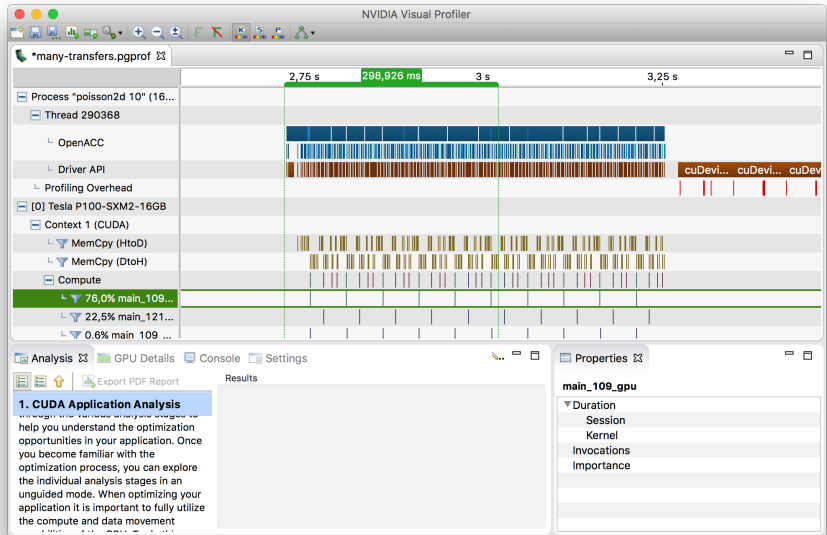 NVIDIA Visual Profiler
K S P
*many-transfers.pgprof
2,75 s 298,926 ms 3 s 3,25 s
Process "poisson2d 10" (16...
Thread 290368
OpenACC
Driver API cuDevi... cuDevi... cuDevi
Profiling Overhead
[0] Tesla P100-SXM2-16GB
Context 1 (CUDA)
MemCpy (HtoD)
MemCpy (DtoH)
Compute
76,0% main_109...
22,5% main_121...
0.6% main 109
Analysis GPU Details Console Settings
Properties
Export PDF Report
Results
1. CUDA Application Analysis
through the various analysis stages to
help you understand the optimization
opportunities in your application. Once
you become familiar with the
optimization process, you can explore
the individual analysis stages in an
unguided mode. When optimizing your
application it is important to fully utilize
the compute and data movement
main_109_gpu
Duration
Session
Kernel
Invocations
Importance